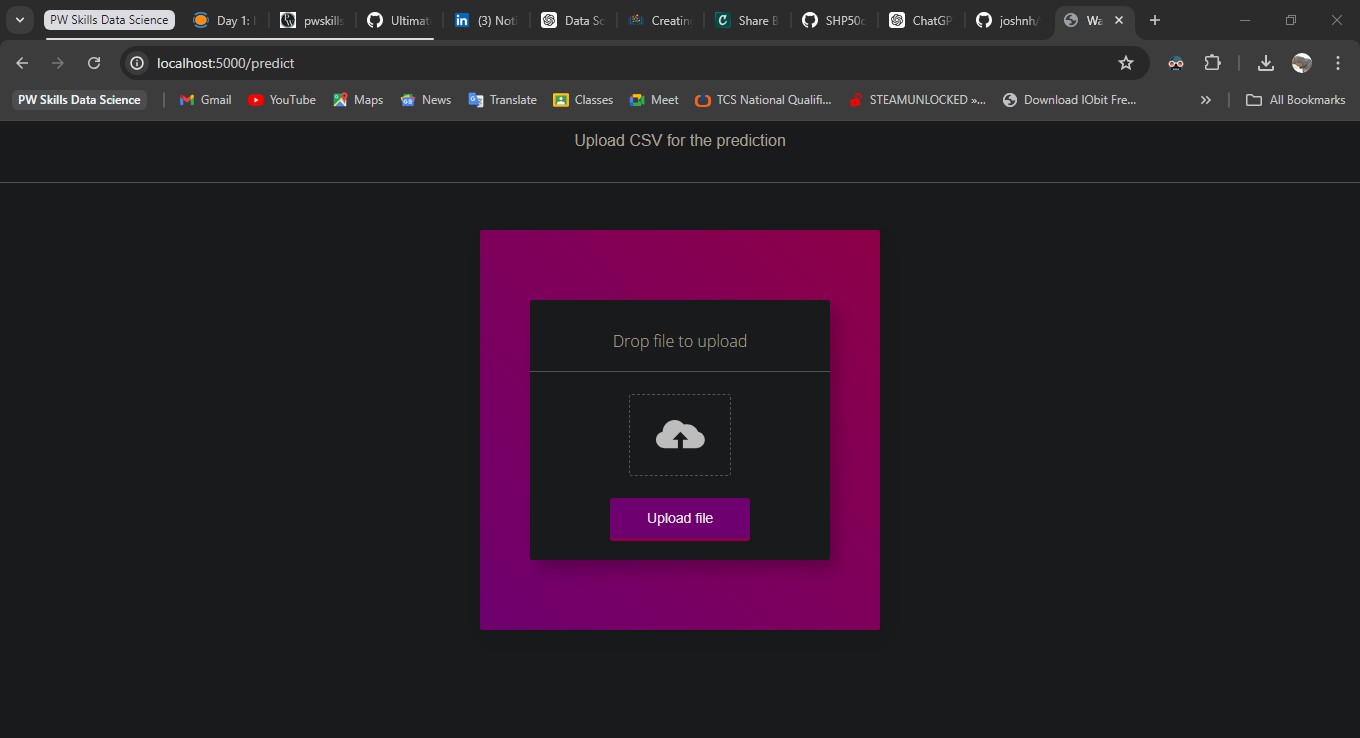 PW Skills Data Science
Day 1:
pwskills
Ultimat
(3) Noti
Data Sc
Creatin
Share B
SHP50c
ChatGP
joshnh/
Wa
localhost:5000/predict
PW Skills Data Science
Gmail
YouTube
Maps
News
Translate
Classes
Meet
TCS National Qualifi...
STEAMUNLOCKED »...
Download IObit Fre...
All Bookmarks
Upload CSV for the prediction
Drop file to upload
Upload file